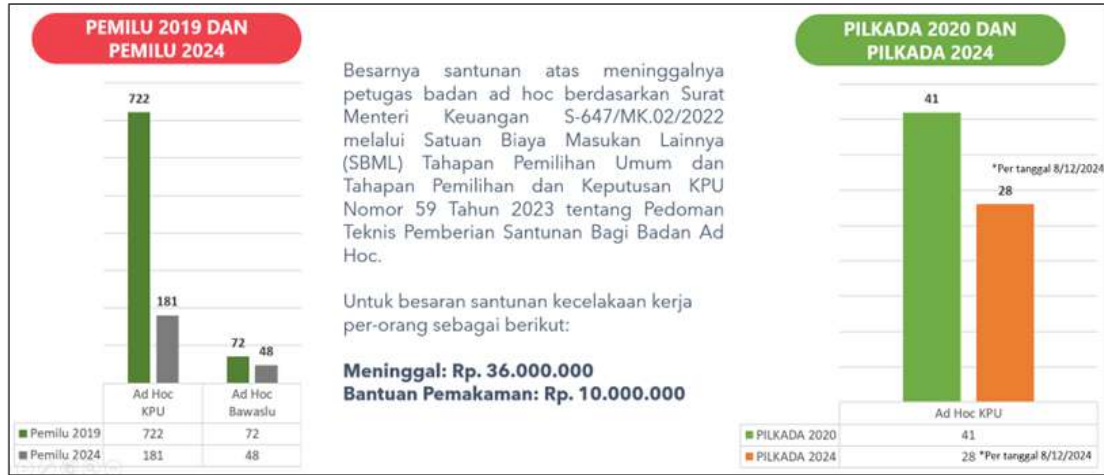 PEMILU 2019 DAN
PEMILU 2024
722
181
72
48
Ad Hoc
KPU
Ad Hoc
Bawaslu
Pemilu 2019 722 72
Pemilu 2024 181 48
Besarnya santunan atas meninggalnya
petugas badan ad hoc berdasarkan Surat
Menteri Keuangan S-647/MK.02/2022
melalui Satuan Biaya Masukan Lainnya
(SBML) Tahapan Pemilihan Umum dan
Tahapan Pemilihan dan Keputusan KPU
Nomor 59 Tahun 2023 tentang Pedoman
Teknis Pemberian Santunan Bagi Badan Ad
Hoc.
Untuk besaran santunan kecelakaan kerja
per-orang sebagai berikut:
Meninggal: Rp. 36.000.000
Bantuan Pemakaman: Rp. 10.000.000
PILKADA 2020 DAN
PILKADA 2024
41
*Per tanggal 8/12/2024
28
Ad Hoc KPU
PILKADA 2020 41
PILKADA 2024 28 *Per tanggal 8/12/2024